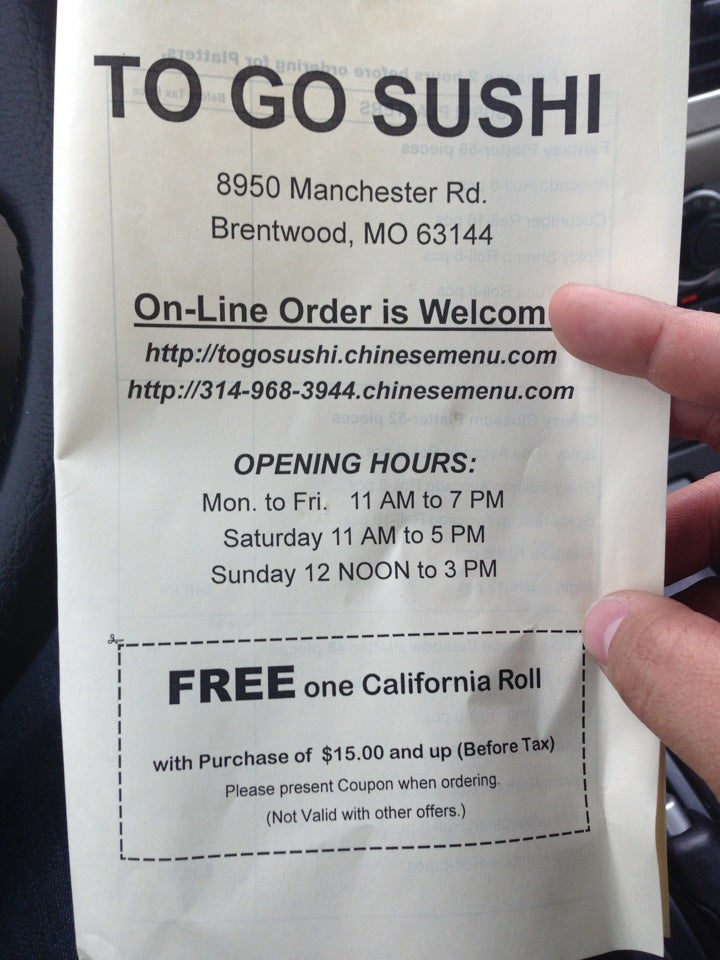 TO GO SUSHI
8950 Manchester Rd.
Brentwood, MO 63144
On-Line Order is Welcom
http://togosushi.chinesemenu.com
http://314-968-3944.chinesemenu.com
OPENING HOURS:
Mon. to Fri. 11 AM to 7 PM
Saturday 11 AM to 5 PM
Sunday 12 NOON to 3 PM
FREE one California Roll
with Purchase of $15.00 and up (Before Tax)
Please present Coupon when ordering.
(Not Valid with other offers.)